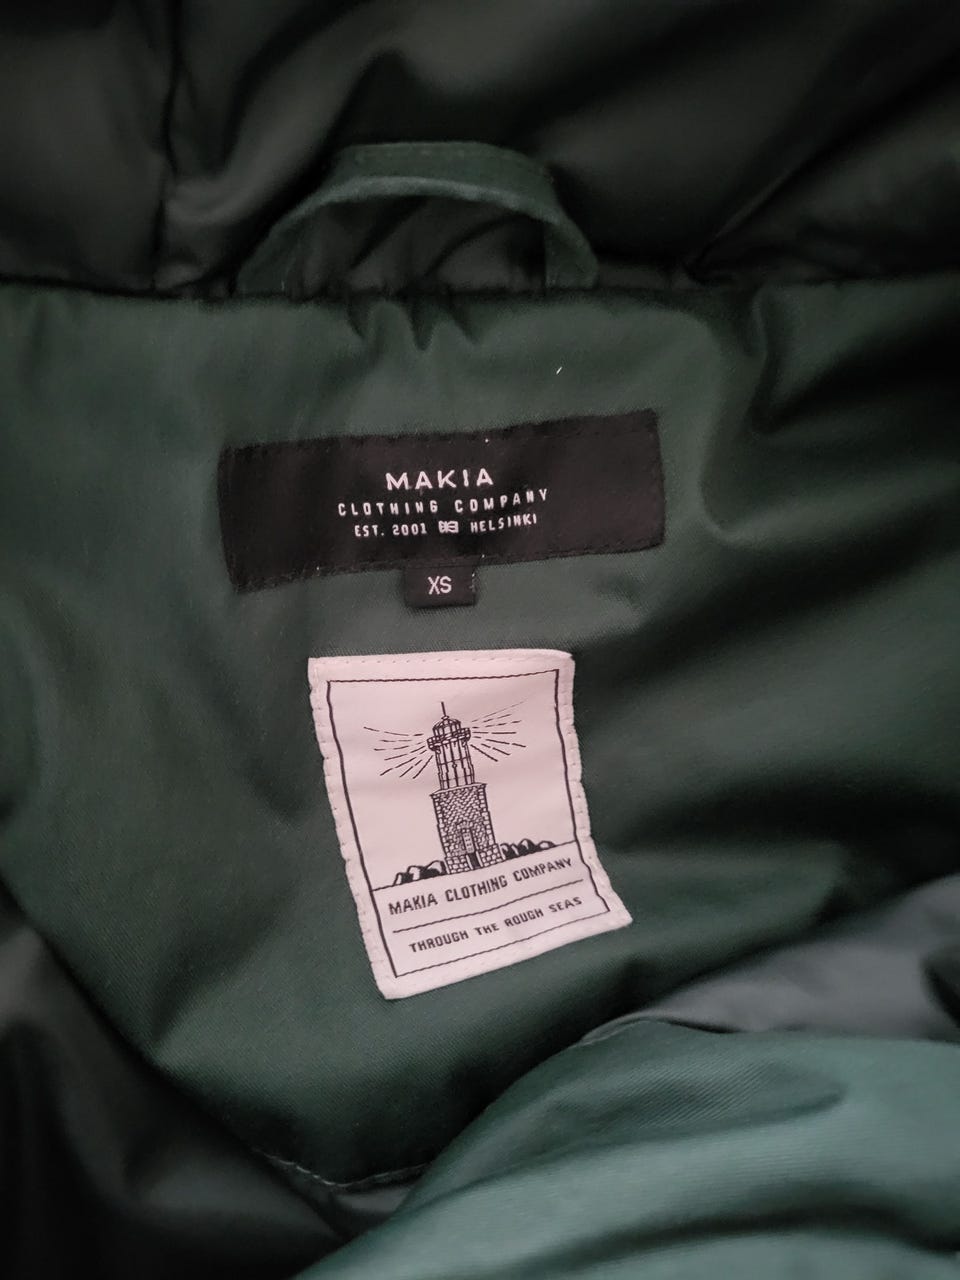 MAKIA
CLOTHING COMPANY
EST. 2001 HELSINKI
XS
MAKIA CLOTHING COMPANY
THROUGH THE ROUGH SEAS